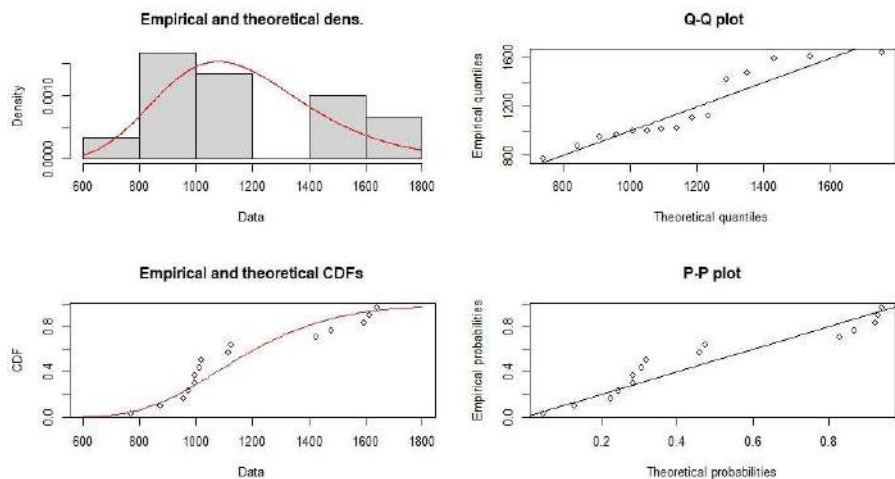 Empirical and theoretical dens.
Density
0.0010
0.0000
600 800 1000 1200 1400 1600 1800
Data
Q-Q plot
Empirical quantiles
1600
1200
800
800 1000 1200 1400 1600
Theoretical quantiles
Empirical and theoretical CDFs
CDF
0.8
0.4
0.0
600 800 1000 1200 1400 1600 1800
Data
P-P plot
Empirical probabilities
0.8
0.4
0.0
0.2 0.4 0.6 0.8
Theoretical probabilities